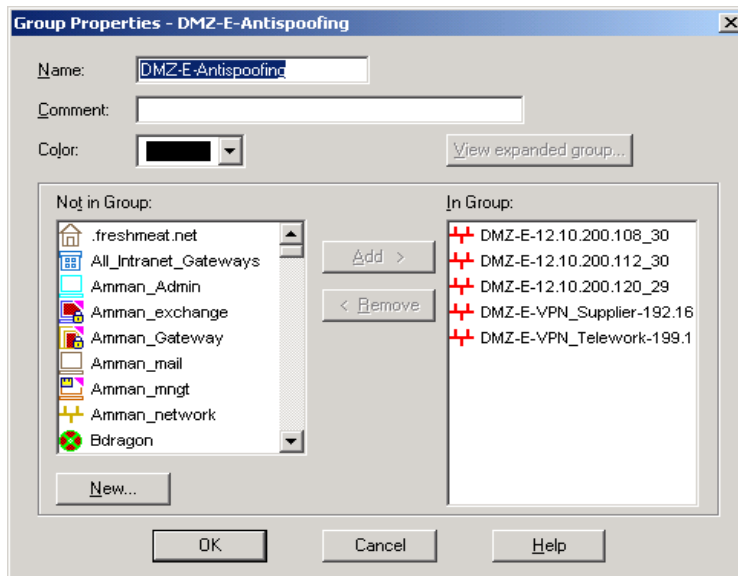 Group Properties - DMZ-E-Antispoofing
Name: DMZ-E-Antispoofing
Comment:
Color:
View expanded group...
Not in Group:
.freshmeat.net
All_Intranet_Gateways
Amman_Admin
Amman_exchange
Amman_Gateway
Amman_mail
Amman_mngt
Amman_network
Bdragon
New...
Add >
< Remove
In Group:
DMZ-E-12.10.200.108_30
DMZ-E-12.10.200.112_30
DMZ-E-12.10.200.120_29
DMZ-E-VPN_Supplier-192.16
DMZ-E-VPN_Telework-199.1
OK
Cancel
Help